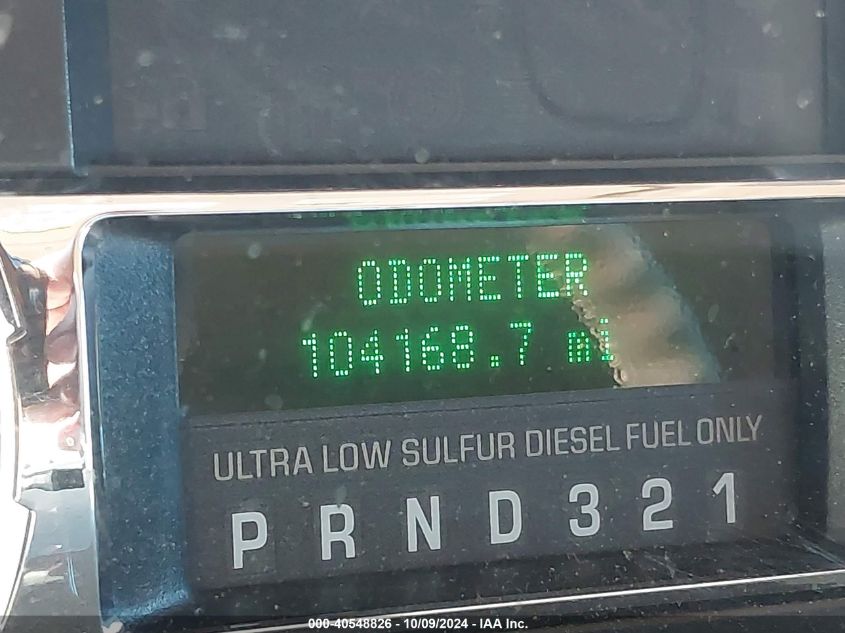 ODOMETER
104168.7 mi
ULTRA LOW SULFUR DIESEL FUEL ONLY
P R N D 3 2 1
000-40548826 - 10/09/2024 - IAA Inc.